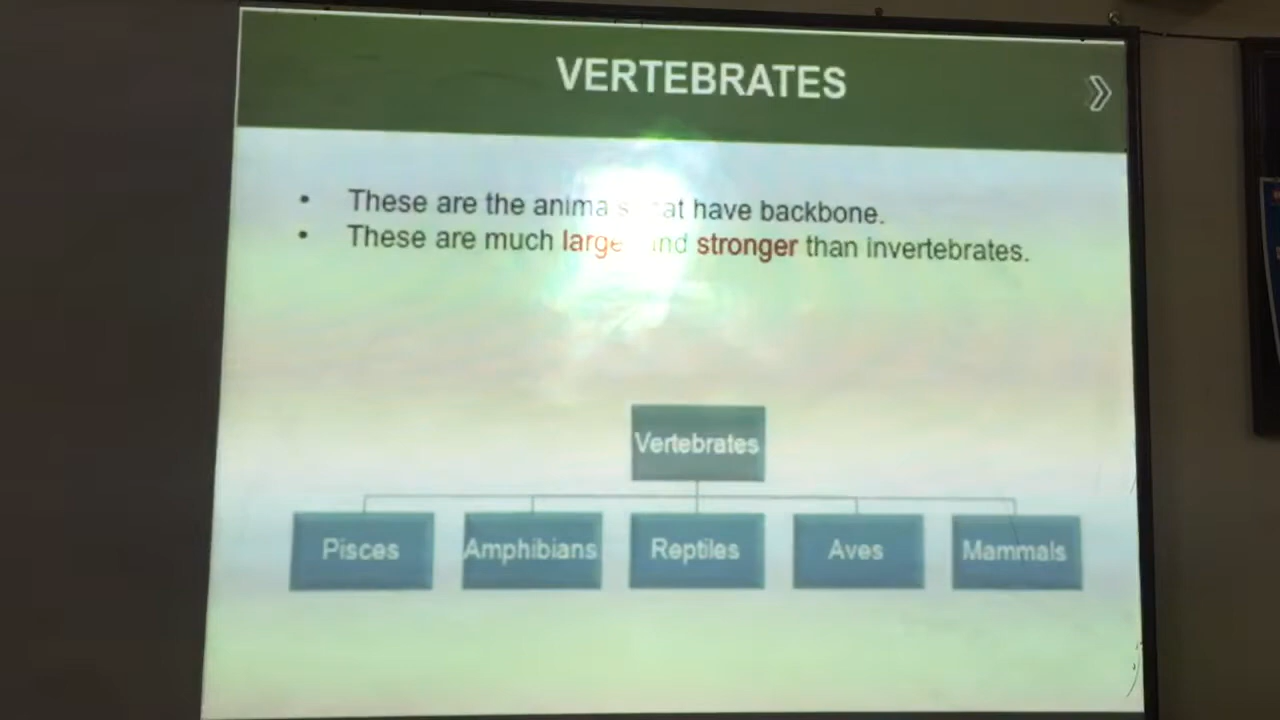 VERTEBRATES
• These are the have backbone.
• These are much stronger than invertebrates.
Vertebrates
Pisces
Amphibians
Reptiles
Aves
Mammals